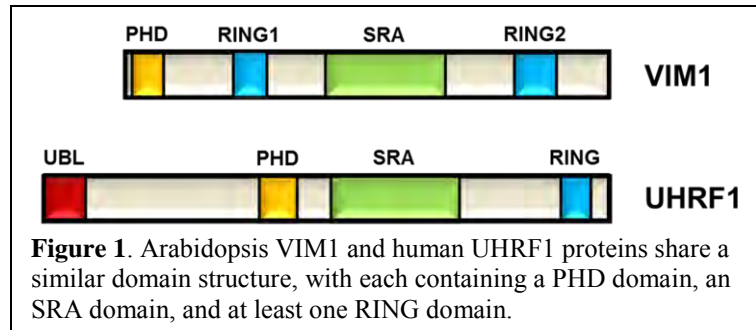 PHD RING1 SRA RING2
VIM1
UBL PHD SRA RING
UHRF1
Figure 1. Arabidopsis VIM1 and human UHRF1 proteins share a
similar domain structure, with each containing a PHD domain, an
SRA domain, and at least one RING domain.